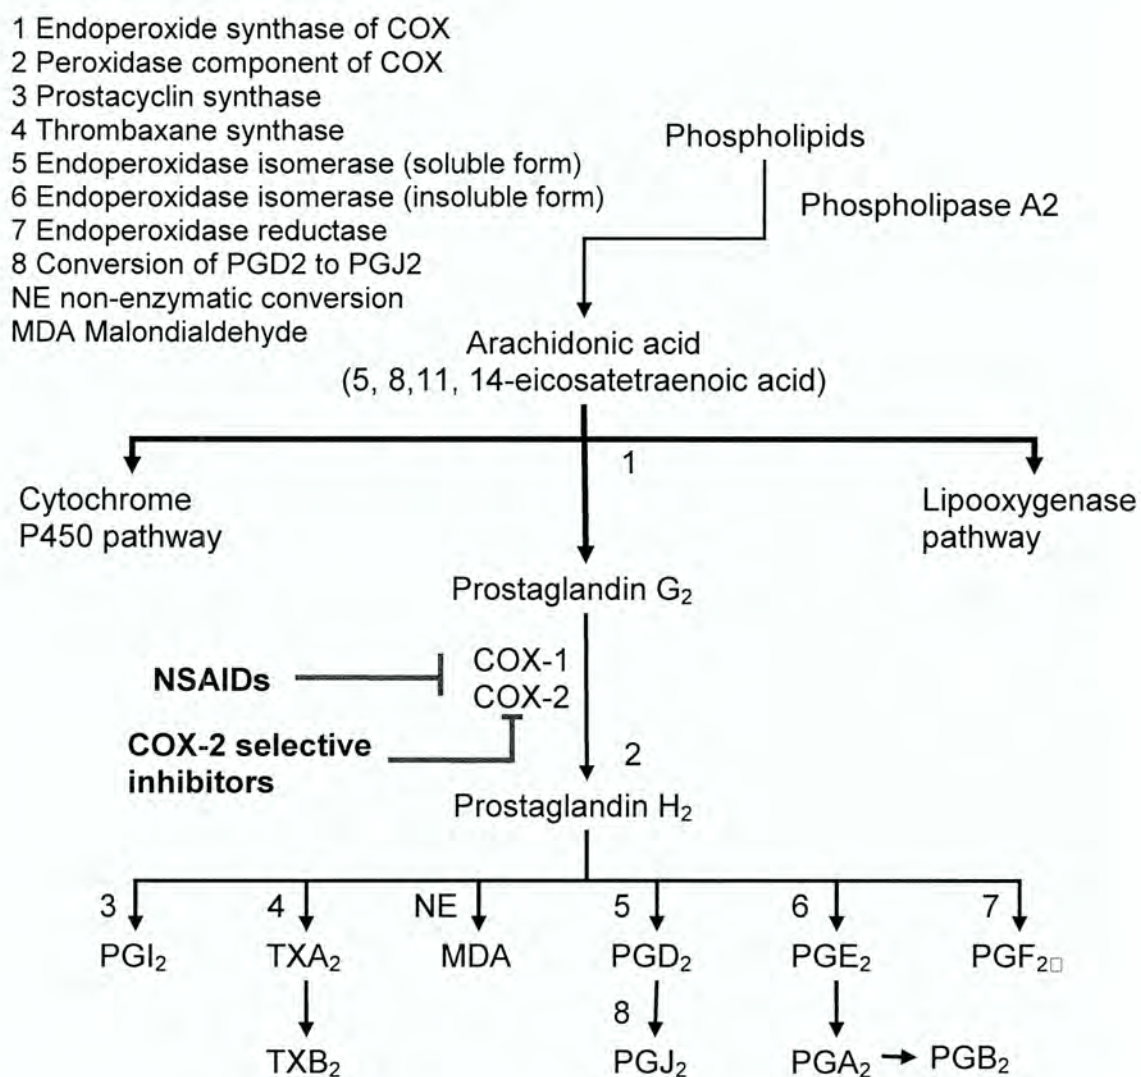 1 Endoperoxide synthase of COX
2 Peroxidase component of COX
3 Prostacyclin synthase
4 Thrombaxane synthase
5 Endoperoxidase isomerase (soluble form)
6 Endoperoxidase isomerase (insoluble form)
7 Endoperoxidase reductase
8 Conversion of PGD2 to PGJ2
NE non-enzymatic conversion
MDA Malondialdehyde
Phospholipids
Phospholipase A2
Arachidonic acid
(5, 8,11, 14-eicosatetraenoic acid)
1
Cytochrome
P450 pathway
Lipooxygenase
pathway
Prostaglandin G₂
NSAIDs
COX-1
COX-2
COX-2 selective
inhibitors
2
Prostaglandin H₂
3 4 NE 5 6 7
PGI₂ TXA₂ MDA PGD₂ PGE₂ PGF₂□
8
TXB₂ PGJ₂ PGA₂ PGB₂